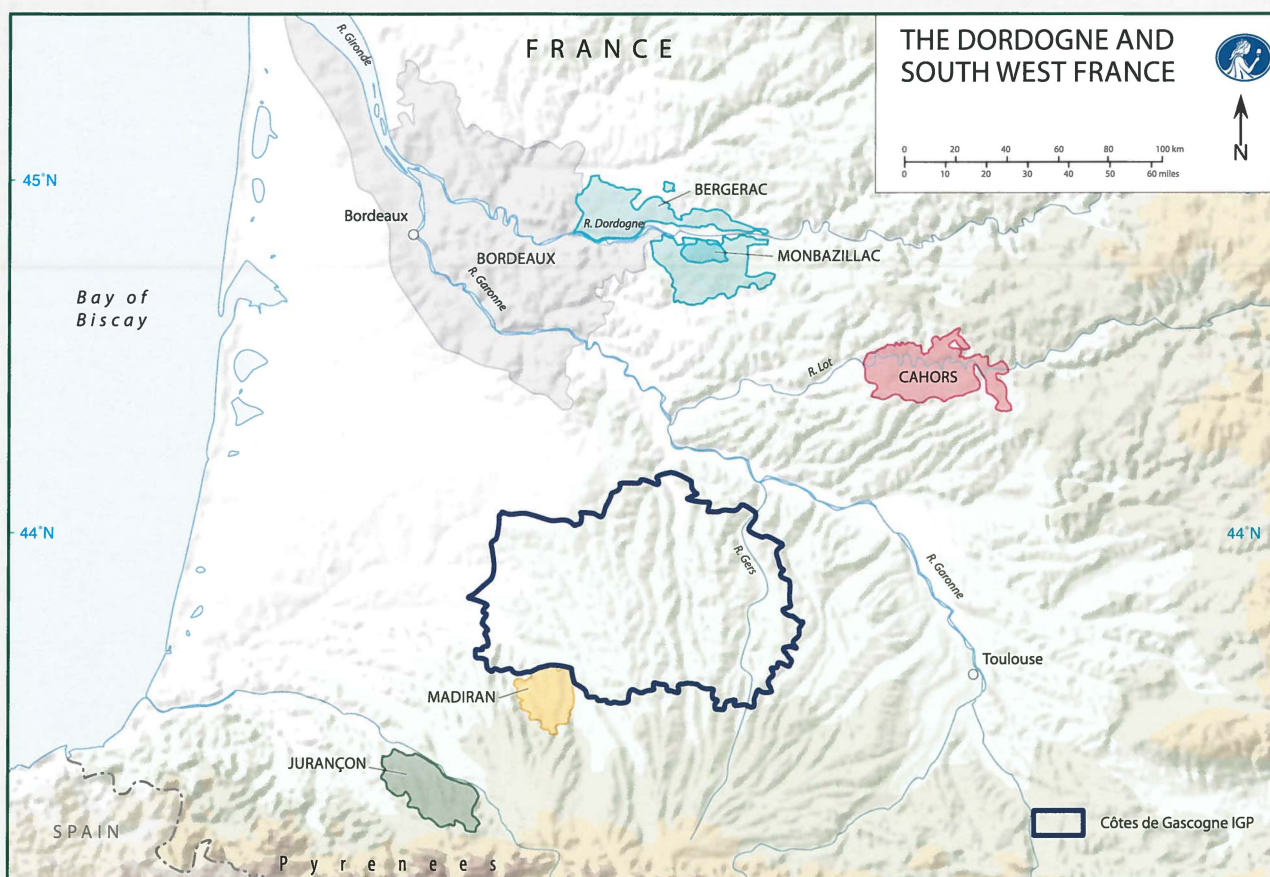 FRANCE
THE DORDOGNE AND
SOUTH WEST FRANCE
N
0 20 40 60 80 100 km
0 10 20 30 40 50 60 miles
R. Gironde
45°N
BERGERAC
Bordeaux
R. Dordogne
BORDEAUX
MONBAZILLAC
R. Garonne
Bay of
Biscay
R. Lot
CAHORS
44°N
44°N
R. Gers
R. Garonne
Toulouse
MADIRAN
JURANÇON
SPAIN
Pyrenees
Côtes de Gascogne IGP